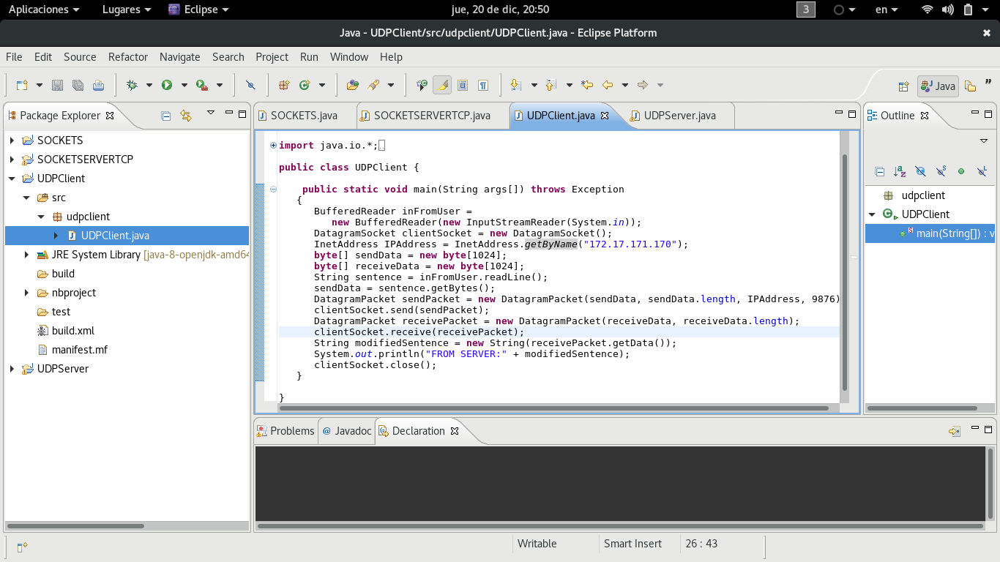 Aplicaciones Lugares Eclipse jue, 20 de dic, 20:50 3 en
Java - UDPClient/src/udpclient/UDPClient.java - Eclipse Platform
File Edit Source Refactor Navigate Search Project Run Window Help
Java
Package Explorer
SOCKETS
SOCKETSERVERTCP
UDPClient
src
udpclient
UDPClient.java
JRE System Library [java-8-openjdk-amd64
build
nbproject
test
build.xml
manifest.mf
UDPServer
SOCKETS.java SOCKETSERVERTCP.java UDPClient.java UDPServer.java
import java.io.*;
public class UDPClient {
public static void main(String args[]) throws Exception
{
BufferedReader inFromUser =
new BufferedReader(new InputStreamReader(System.in));
DatagramSocket clientSocket = new DatagramSocket();
InetAddress IPAddress = InetAddress.getByName("172.17.171.170");
byte[] sendData = new byte[1024];
byte[] receiveData = new byte[1024];
String sentence = inFromUser.readLine();
sendData = sentence.getBytes();
DatagramPacket sendPacket = new DatagramPacket(sendData, sendData.length, IPAddress, 9876)
clientSocket.send(sendPacket);
DatagramPacket receivePacket = new DatagramPacket(receiveData, receiveData.length);
clientSocket.receive(receivePacket);
String modifiedSentence = new String(receivePacket.getData());
System.out.println("FROM SERVER:" + modifiedSentence);
clientSocket.close();
}
}
Outline
udpclient
UDPClient
main(String[]) : v
Problems @ Javadoc Declaration
Writable Smart Insert 26 : 43